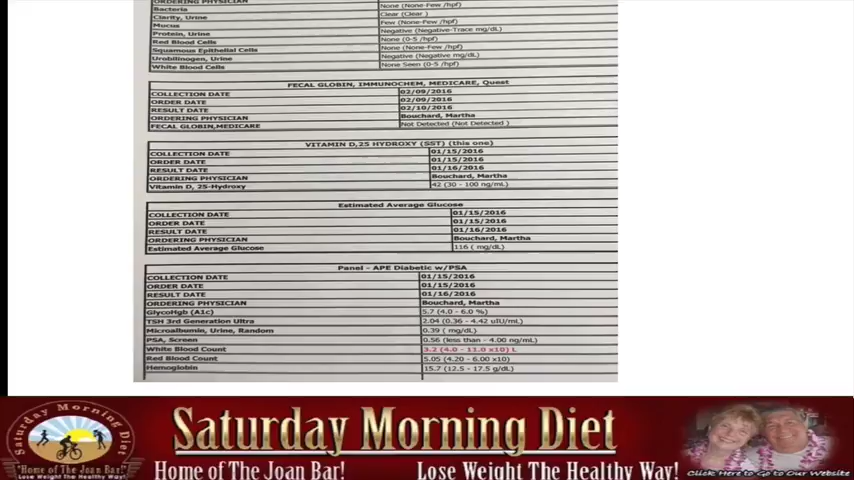 ORDERING PHYSICIAN
Bacteria None (None-Few /hpf)
Clarity, Urine Clear (Clear )
Mucus Few (None-Few /hpf)
Protein, Urine Negative (Negative-Trace mg/dL)
Red Blood Cells None (0-5 /hpf)
Squamous Epithelial Cells None (None-Few /hpf)
Urobilinogen, Urine Negative (Negative mg/dL)
White Blood Cells None Seen (0-5 /hpf)
FECAL GLOBIN, IMMUNOCHEM, MEDICARE, Quest
COLLECTION DATE 02/09/2016
ORDER DATE 02/09/2016
RESULT DATE 02/10/2016
ORDERING PHYSICIAN Bouchard, Martha
FECAL GLOBIN,MEDICARE Not Detected (Not Detected )
VITAMIN D,25 HYDROXY (SST) (this one)
COLLECTION DATE 01/15/2016
ORDER DATE 01/15/2016
RESULT DATE 01/16/2016
ORDERING PHYSICIAN Bouchard, Martha
Vitamin D, 25-Hydroxy 42 (30 - 100 ng/mL)
Estimated Average Glucose
COLLECTION DATE 01/15/2016
ORDER DATE 01/15/2016
RESULT DATE 01/16/2016
ORDERING PHYSICIAN Bouchard, Martha
Estimated Average Glucose 116 ( mg/dL)
Panel - APE Diabetic w/PSA
COLLECTION DATE 01/15/2016
ORDER DATE 01/15/2016
RESULT DATE 01/16/2016
ORDERING PHYSICIAN Bouchard, Martha
GlycoHgb (A1c) 5.7 (4.0 - 6.0 %)
TSH 3rd Generation Ultra 2.04 (0.36 - 4.42 uIU/mL)
Microalbumin, Urine, Random 0.39 ( mg/dL)
PSA, Screen 0.56 (less than - 4.00 ng/mL)
White Blood Count 3.2 (4.0 - 11.0 x10) L
Red Blood Count 5.05 (4.20 - 6.00 x10)
Hemoglobin 15.7 (12.5 - 17.5 g/dL)
Saturday Morning Diet
"Home of The Joan Bar!"
Lose Weight The Healthy Way!
Saturday Morning Diet
Home of The Joan Bar! Lose Weight The Healthy Way!
Click Here to Go to Our Website